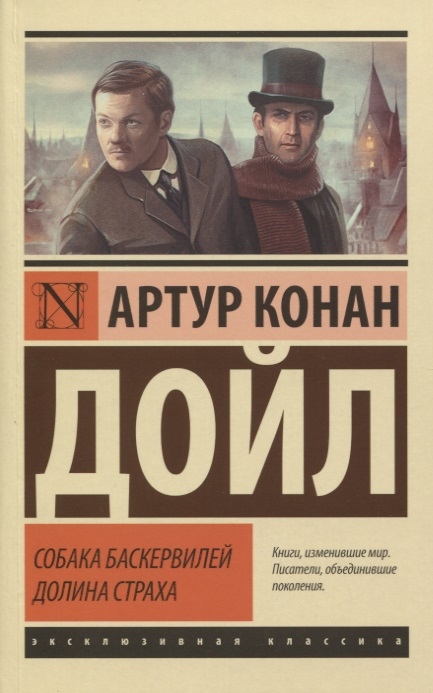 N
АРТУР КОНАН
ДОЙЛ
СОБАКА БАСКЕРВИЛЕЙ
ДОЛИНА СТРАХА
Книги, изменившие мир.
Писатели, объединившие
поколения.
эксклюзивная классика